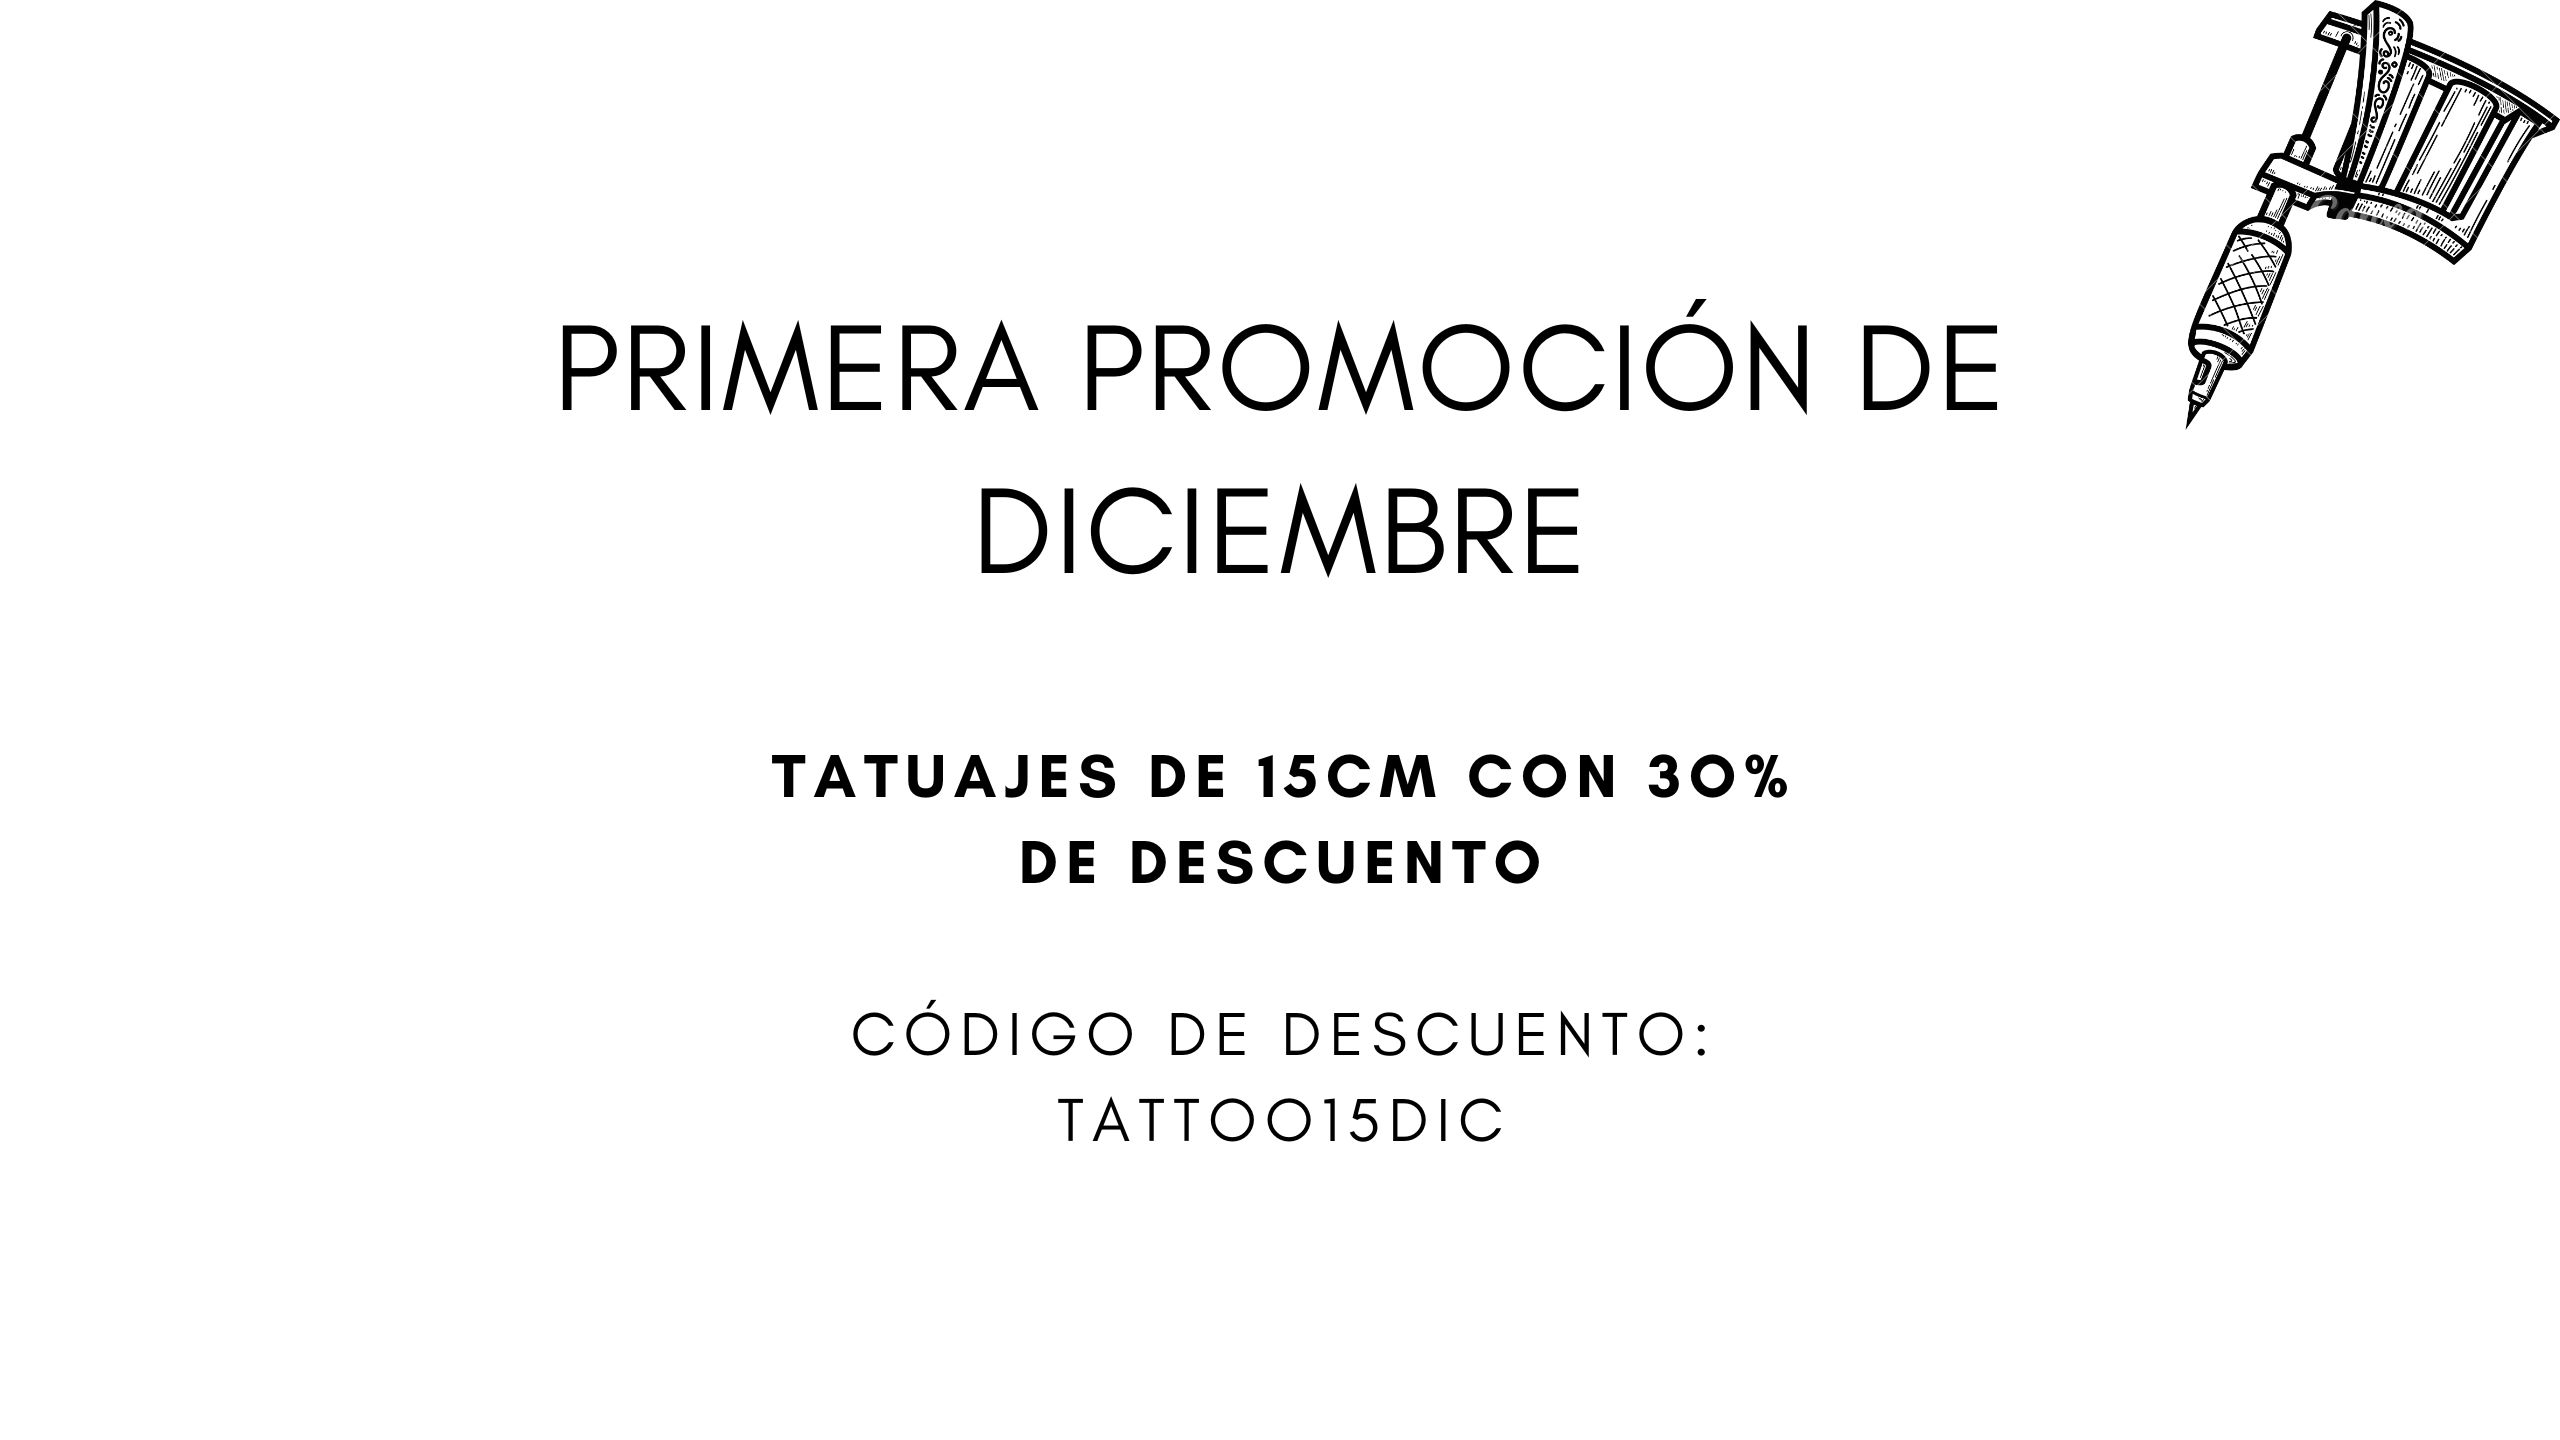 PRIMERA PROMOCIÓN DE
DICIEMBRE
TATUAJES DE 15CM CON 30%
DE DESCUENTO
CÓDIGO DE DESCUENTO:
TATTOO15DIC